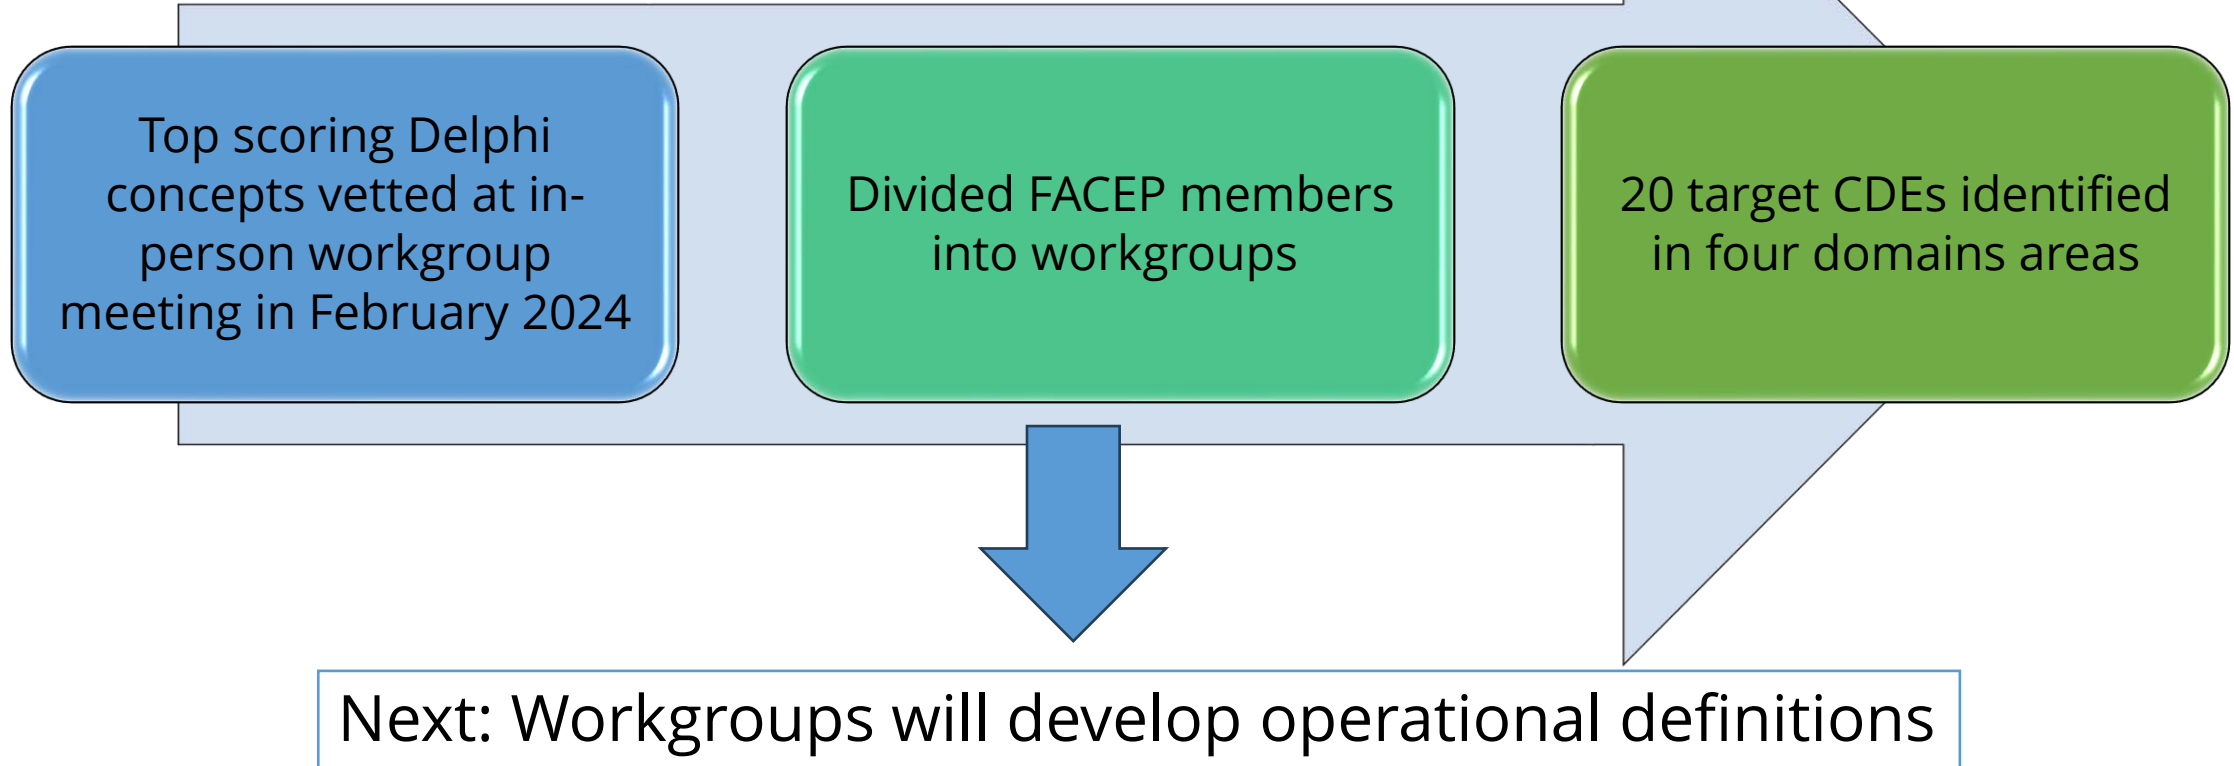 Top scoring Delphi
concepts vetted at in-
person workgroup
meeting in February 2024
Divided FACEP members
into workgroups
20 target CDEs identified
in four domains areas
Next: Workgroups will develop operational definitions